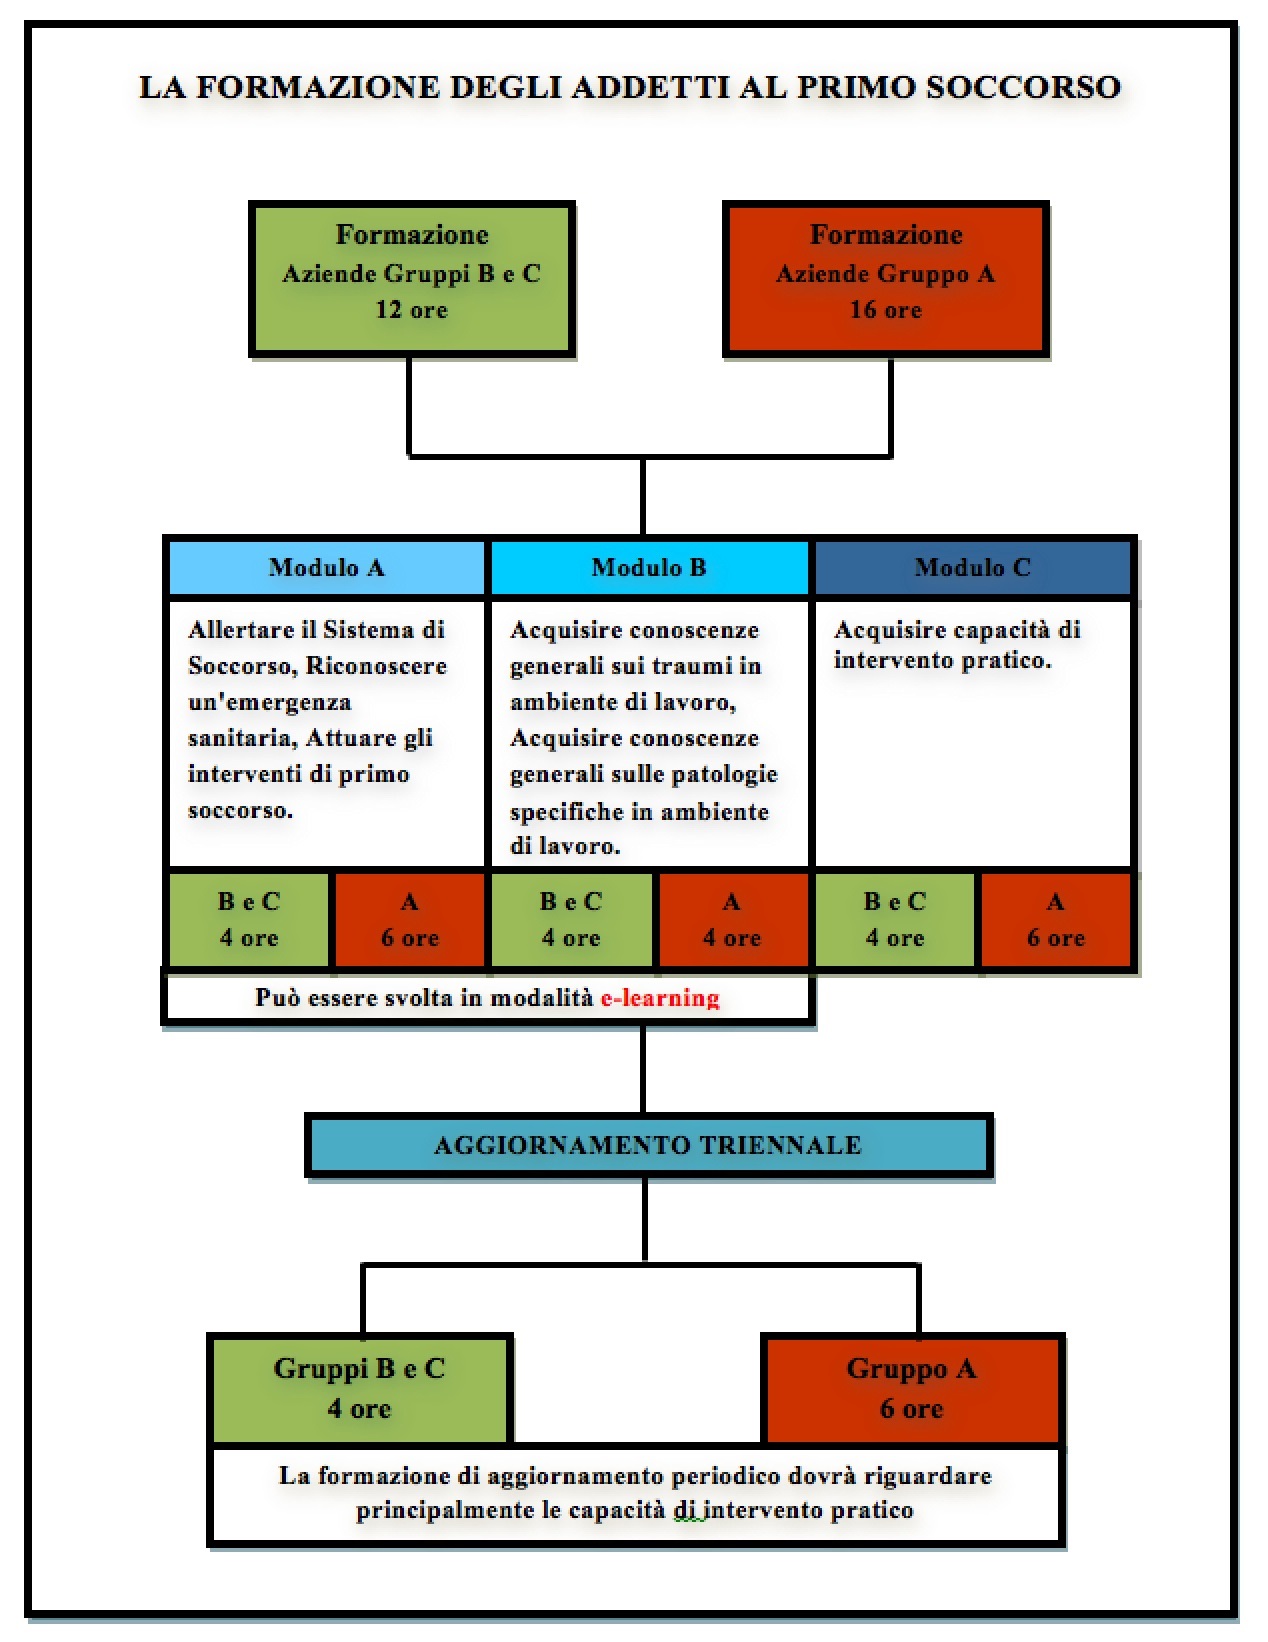 LA FORMAZIONE DEGLI ADDETTI AL PRIMO SOCCORSO
Formazione
Aziende Gruppi B e C
12 ore
Formazione
Aziende Gruppo A
16 ore
Modulo A
Modulo B
Modulo C
Allertare il Sistema di
Soccorso, Riconoscere
un'emergenza
sanitaria, Attuare gli
interventi di primo
soccorso.
Acquisire conoscenze
generali sui traumi in
ambiente di lavoro,
Acquisire conoscenze
generali sulle patologie
specifiche in ambiente
di lavoro.
Acquisire capacità di
intervento pratico.
B e C
4 ore
A
6 ore
B e C
4 ore
A
4 ore
B e C
4 ore
A
6 ore
Può essere svolta in modalità e-learning
AGGIORNAMENTO TRIENNALE
Gruppi B e C
4 ore
Gruppo A
6 ore
La formazione di aggiornamento periodico dovrà riguardare
principalmente le capacità di intervento pratico